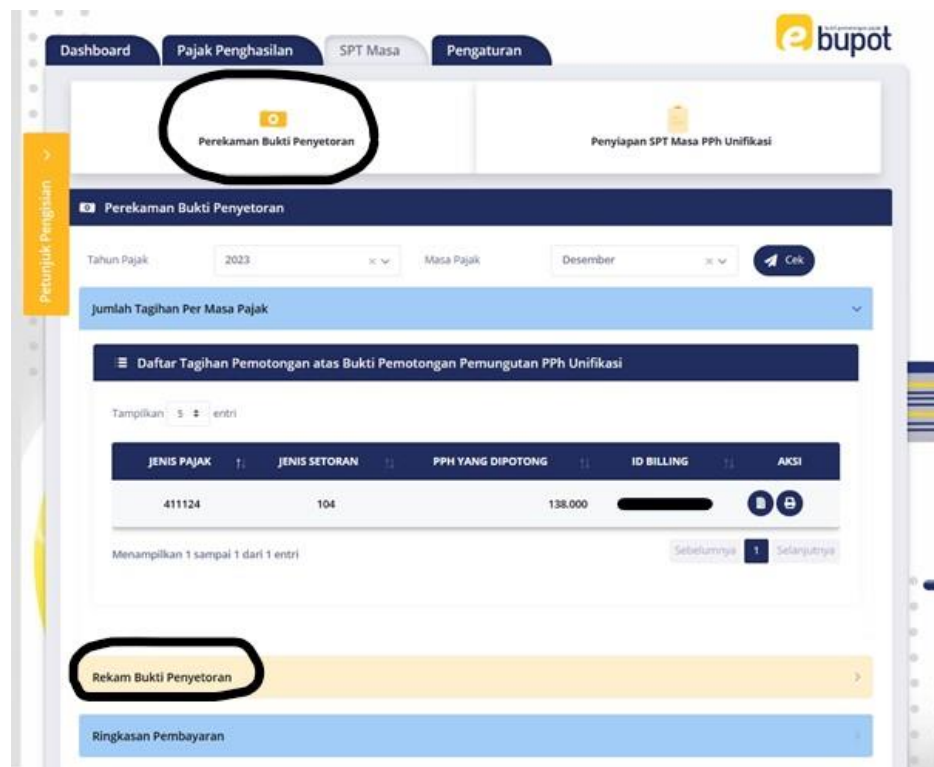 bupot
Dashboard Pajak Penghasilan SPT Masa Pengaturan
Perekaman Bukti Penyetoran
Penyiapan SPT Masa PPh Unifikasi
Petunjuk Pengisian
Perekaman Bukti Penyetoran
Tahun Pajak 2023 Masa Pajak Desember Cek
Jumlah Tagihan Per Masa Pajak
Daftar Tagihan Pemotongan atas Bukti Pemotongan Pemungutan PPh Unifikasi
Tampilkan 5 entri
JENIS PAJAK JENIS SETORAN PPH YANG DIPOTONG ID BILLING AKSI
411124 104 138.000
Menampilkan 1 sampai 1 dari 1 entri
Sebelumnya 1 Selanjutnya
Rekam Bukti Penyetoran
Ringkasan Pembayaran